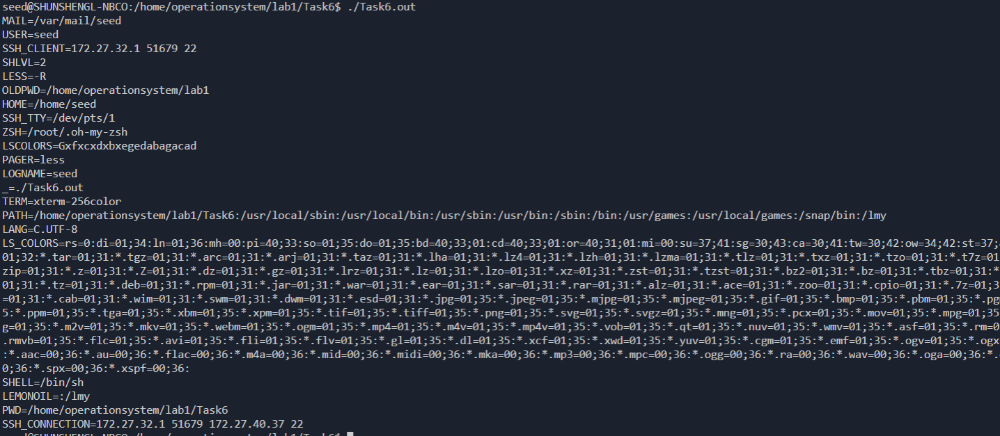 seed@SHUNSHENGL-NBCO:/home/operationsystem/lab1/Task6$ ./Task6.out
MAIL=/var/mail/seed
USER=seed
SSH_CLIENT=172.27.32.1 51679 22
SHLVL=2
LESS=-R
OLDPWD=/home/operationsystem/lab1
HOME=/home/seed
SSH_TTY=/dev/pts/1
ZSH=/root/.oh-my-zsh
LSCOLORS=Gxfxcxdxbxegedabagacad
PAGER=less
LOGNAME=seed
_=./Task6.out
TERM=xterm-256color
PATH=/home/operationsystem/lab1/Task6:/usr/local/sbin:/usr/local/bin:/usr/sbin:/usr/bin:/sbin:/bin:/usr/games:/usr/local/games:/snap/bin:/lmy
LANG=C.UTF-8
LS_COLORS=rs=0:di=01;34:ln=01;36:mh=00:pi=40;33:so=01;35:do=01;35:bd=40;33;01:cd=40;33;01:or=40;31;01:mi=00:su=37;41:sg=30;43:ca=30;41:tw=30;42:ow=34;42:st=37;
01;32:*.tar=01;31:*.tgz=01;31:*.arc=01;31:*.arj=01;31:*.taz=01;31:*.lha=01;31:*.lz4=01;31:*.lzh=01;31:*.lzma=01;31:*.tlz=01;31:*.txz=01;31:*.tzo=01;31:*.t7z=01
zip=01;31:*.z=01;31:*.Z=01;31:*.dz=01;31:*.gz=01;31:*.lrz=01;31:*.lz=01;31:*.lzo=01;31:*.xz=01;31:*.zst=01;31:*.tzst=01;31:*.bz2=01;31:*.bz=01;31:*.tbz=01;31:*
01;31:*.tz=01;31:*.deb=01;31:*.rpm=01;31:*.jar=01;31:*.war=01;31:*.ear=01;31:*.sar=01;31:*.rar=01;31:*.alz=01;31:*.ace=01;31:*.zoo=01;31:*.cpio=01;31:*.7z=01;3
=01;31:*.cab=01;31:*.wim=01;31:*.swm=01;31:*.dwm=01;31:*.esd=01;31:*.jpg=01;35:*.jpeg=01;35:*.mjpg=01;35:*.mjpeg=01;35:*.gif=01;35:*.bmp=01;35:*.pbm=01;35:*.pg
5:*.ppm=01;35:*.tga=01;35:*.xbm=01;35:*.xpm=01;35:*.tif=01;35:*.tiff=01;35:*.png=01;35:*.svg=01;35:*.svgz=01;35:*.mng=01;35:*.pcx=01;35:*.mov=01;35:*.mpg=01;35
g=01;35:*.m2v=01;35:*.mkv=01;35:*.webm=01;35:*.ogm=01;35:*.mp4=01;35:*.m4v=01;35:*.mp4v=01;35:*.vob=01;35:*.qt=01;35:*.nuv=01;35:*.wmv=01;35:*.asf=01;35:*.rm=0
.rmvb=01;35:*.flc=01;35:*.avi=01;35:*.fli=01;35:*.flv=01;35:*.gl=01;35:*.dl=01;35:*.xcf=01;35:*.xwd=01;35:*.yuv=01;35:*.cgm=01;35:*.emf=01;35:*.ogv=01;35:*.ogx
:*.aac=00;36:*.au=00;36:*.flac=00;36:*.m4a=00;36:*.mid=00;36:*.midi=00;36:*.mka=00;36:*.mp3=00;36:*.mpc=00;36:*.ogg=00;36:*.ra=00;36:*.wav=00;36:*.oga=00;36:*.
0;36:*.spx=00;36:*.xspf=00;36:
SHELL=/bin/sh
LEMONOIL=:/lmy
PWD=/home/operationsystem/lab1/Task6
SSH_CONNECTION=172.27.32.1 51679 172.27.40.37 22
seed@SHUNSHENGL-NBCO:/home/operationsystem/lab1/Task6$